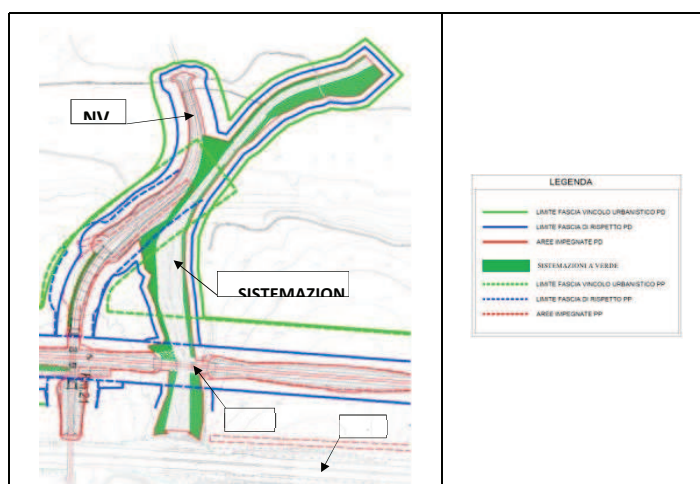 NV
SISTEMAZION
LEGENDA
LIMITE FASCIA VINCOLO URBANISTICO PD
LIMITE FASCIA DI RISPETTO PD
AREE IMPEGNATE PD
SISTEMAZIONI A VERDE
LIMITE FASCIA VINCOLO URBANISTICO PP
LIMITE FASCIA DI RISPETTO PP
AREE IMPEGNATE PP